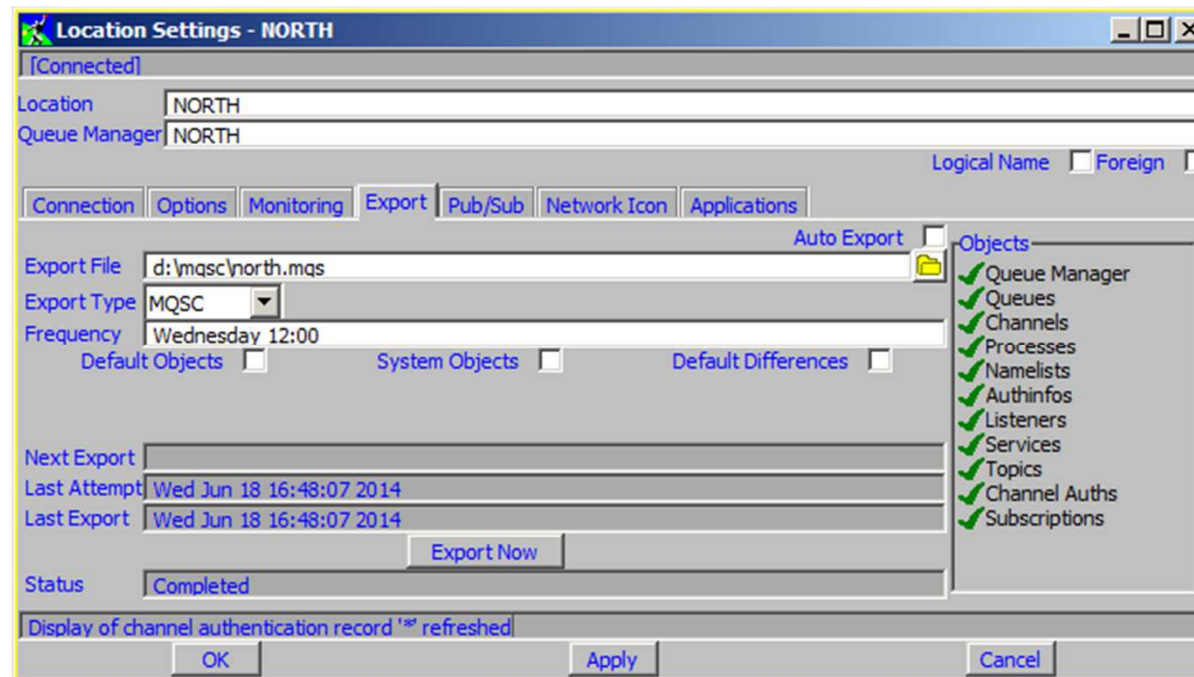 Location Settings - NORTH
[Connected]
Location NORTH
Queue Manager NORTH
Logical Name Foreign
Connection Options Monitoring Export Pub/Sub Network Icon Applications
Auto Export
Export File d:\mqsc\north.mqs
Export Type MQSC
Frequency Wednesday 12:00
Default Objects System Objects Default Differences
Next Export
Last Attempt Wed Jun 18 16:48:07 2014
Last Export Wed Jun 18 16:48:07 2014
Export Now
Status Completed
Objects
Queue Manager
Queues
Channels
Processes
Namelists
Authinfos
Listeners
Services
Topics
Channel Auths
Subscriptions
Display of channel authentication record '*' refreshed
OK Apply Cancel